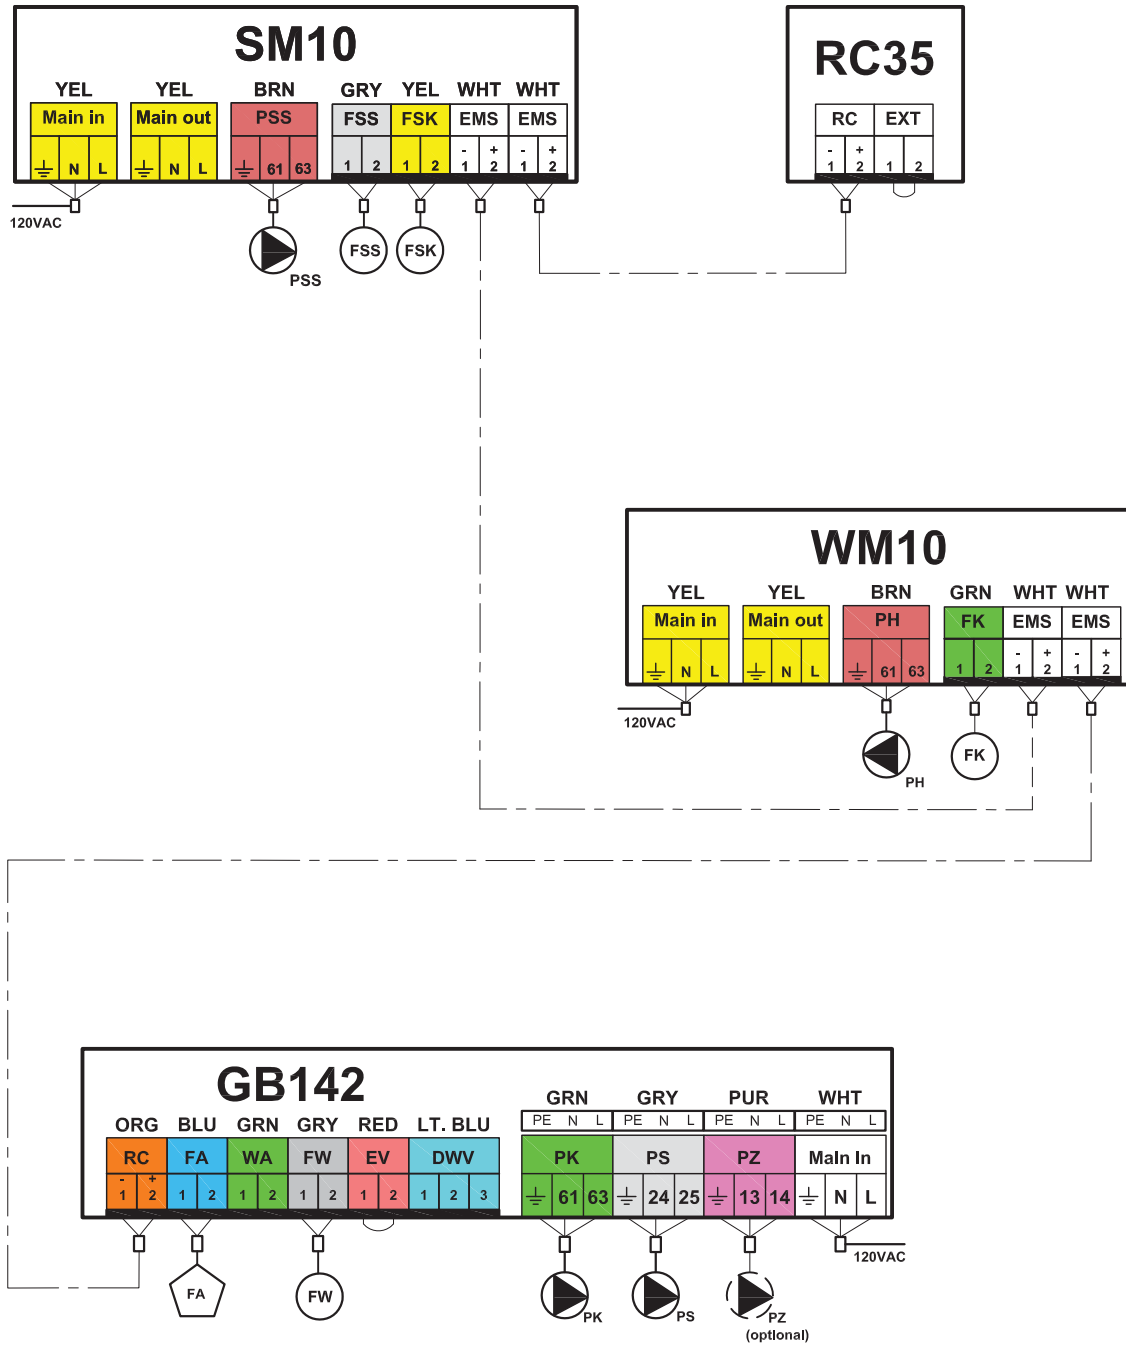 SM10
RC35
YEL YEL BRN GRY YEL WHT WHT
Main in Main out PSS FSS FSK EMS EMS
RC EXT
- + - +
- +
N L N L 61 63 1 2 1 2 1 2 1 2
1 2 1 2
120VAC
FSS FSK
PSS
WM10
YEL YEL BRN GRN WHT WHT
Main in Main out PH FK EMS EMS
- + - +
N L N L 61 63 1 2 1 2 1 2
120VAC
FK
PH
GB142
GRN GRY PUR WHT
PE N L PE N L PE N L PE N L
ORG BLU GRN GRY RED LT. BLU
RC FA WA FW EV DWV
PK PS PZ MaIn In
- +
1 2 1 2 1 2 1 2 1 2 1 2 3
61 63 24 25 13 14 N L
120VAC
FA FW
PK PS PZ
(optIonal)